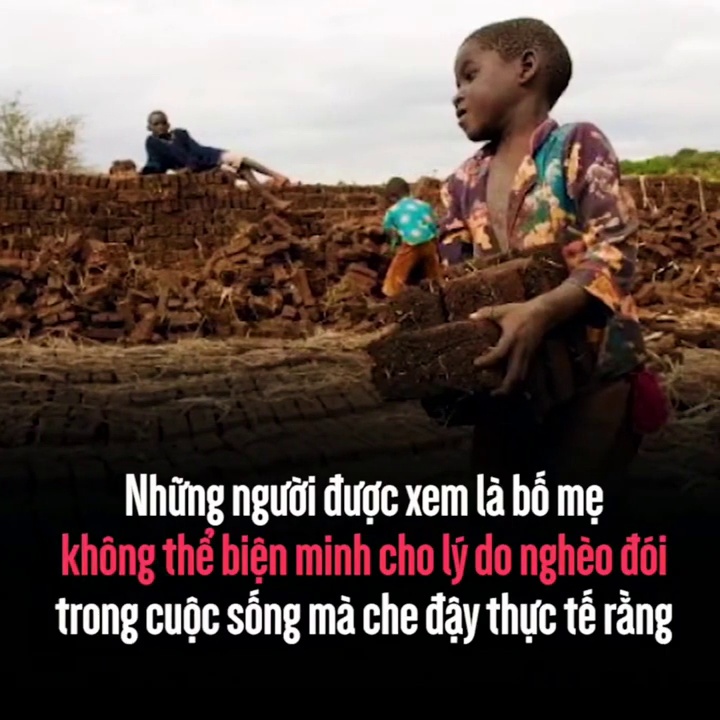 Những người được xem là bố mẹ
không thể biện minh cho lý do nghèo đói
trong cuộc sống mà che đậy thực tế rằng